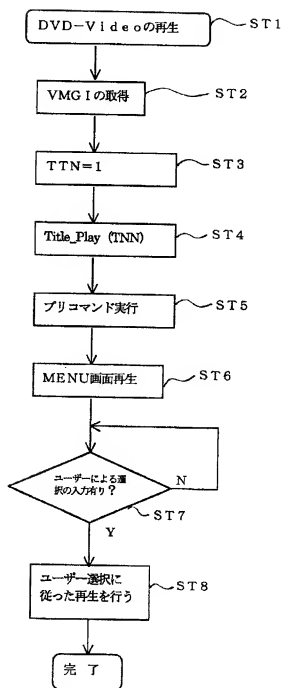 DVD-Videoの再生
ST1
VMGIの取得
ST2
TTN=1
ST3
Title_Play (TNN)
ST4
プリコマンド実行
ST5
MENU画面再生
ST6
ユーザーによる選
択の入力有り?
N
ST7
Y
ユーザー選択に
従った再生を行う
ST8
完 了